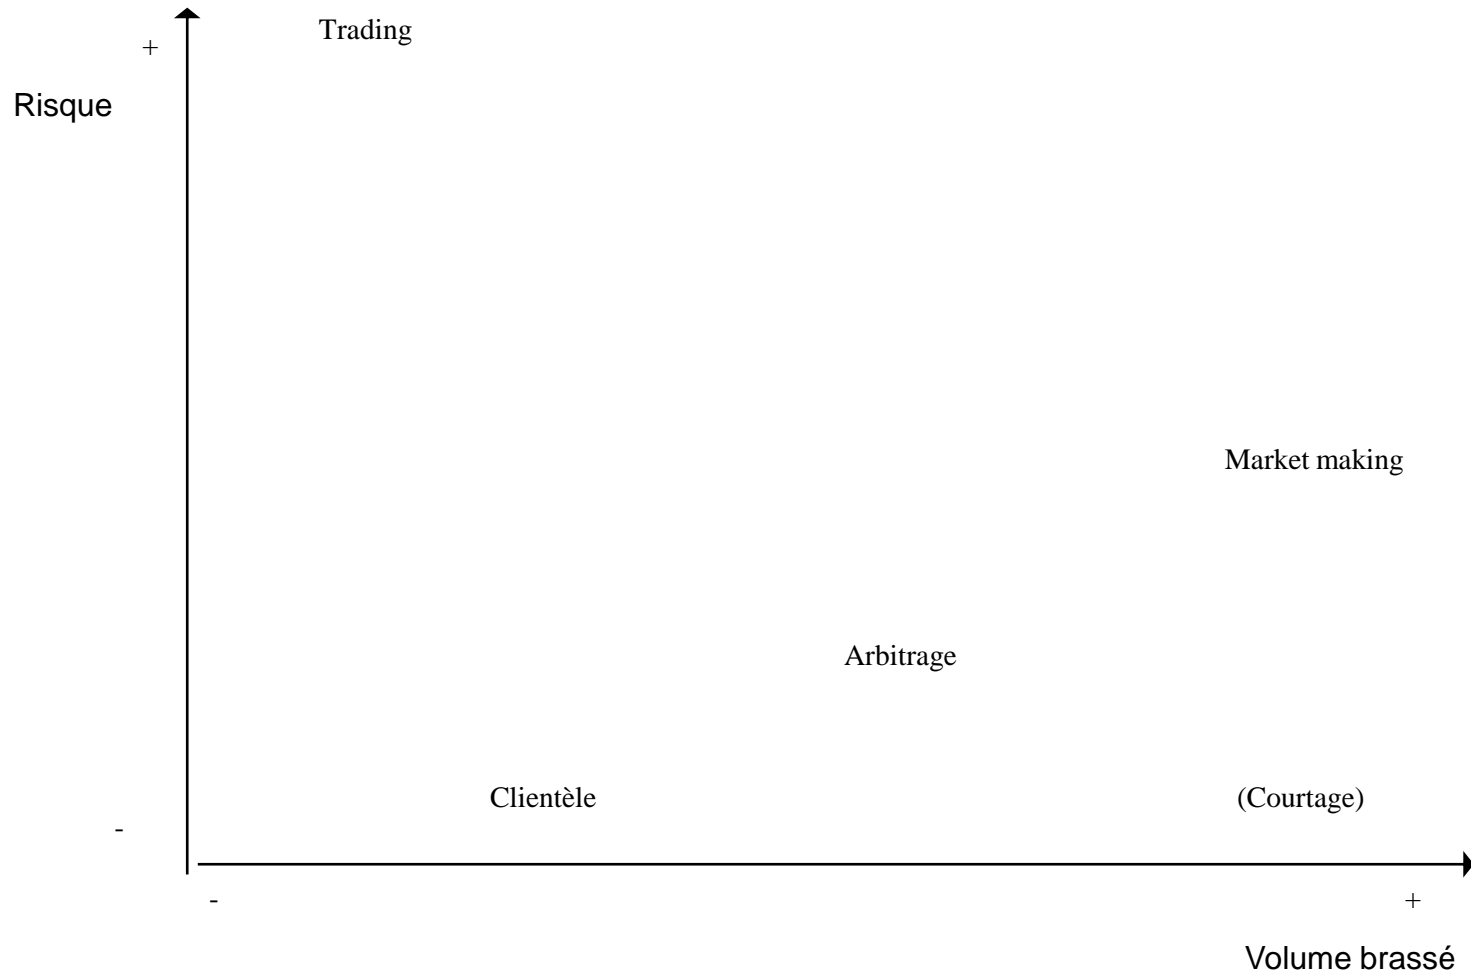 Trading
+
Risque
Market making
Arbitrage
Clientèle
(Courtage)
-
-
+
Volume brassé